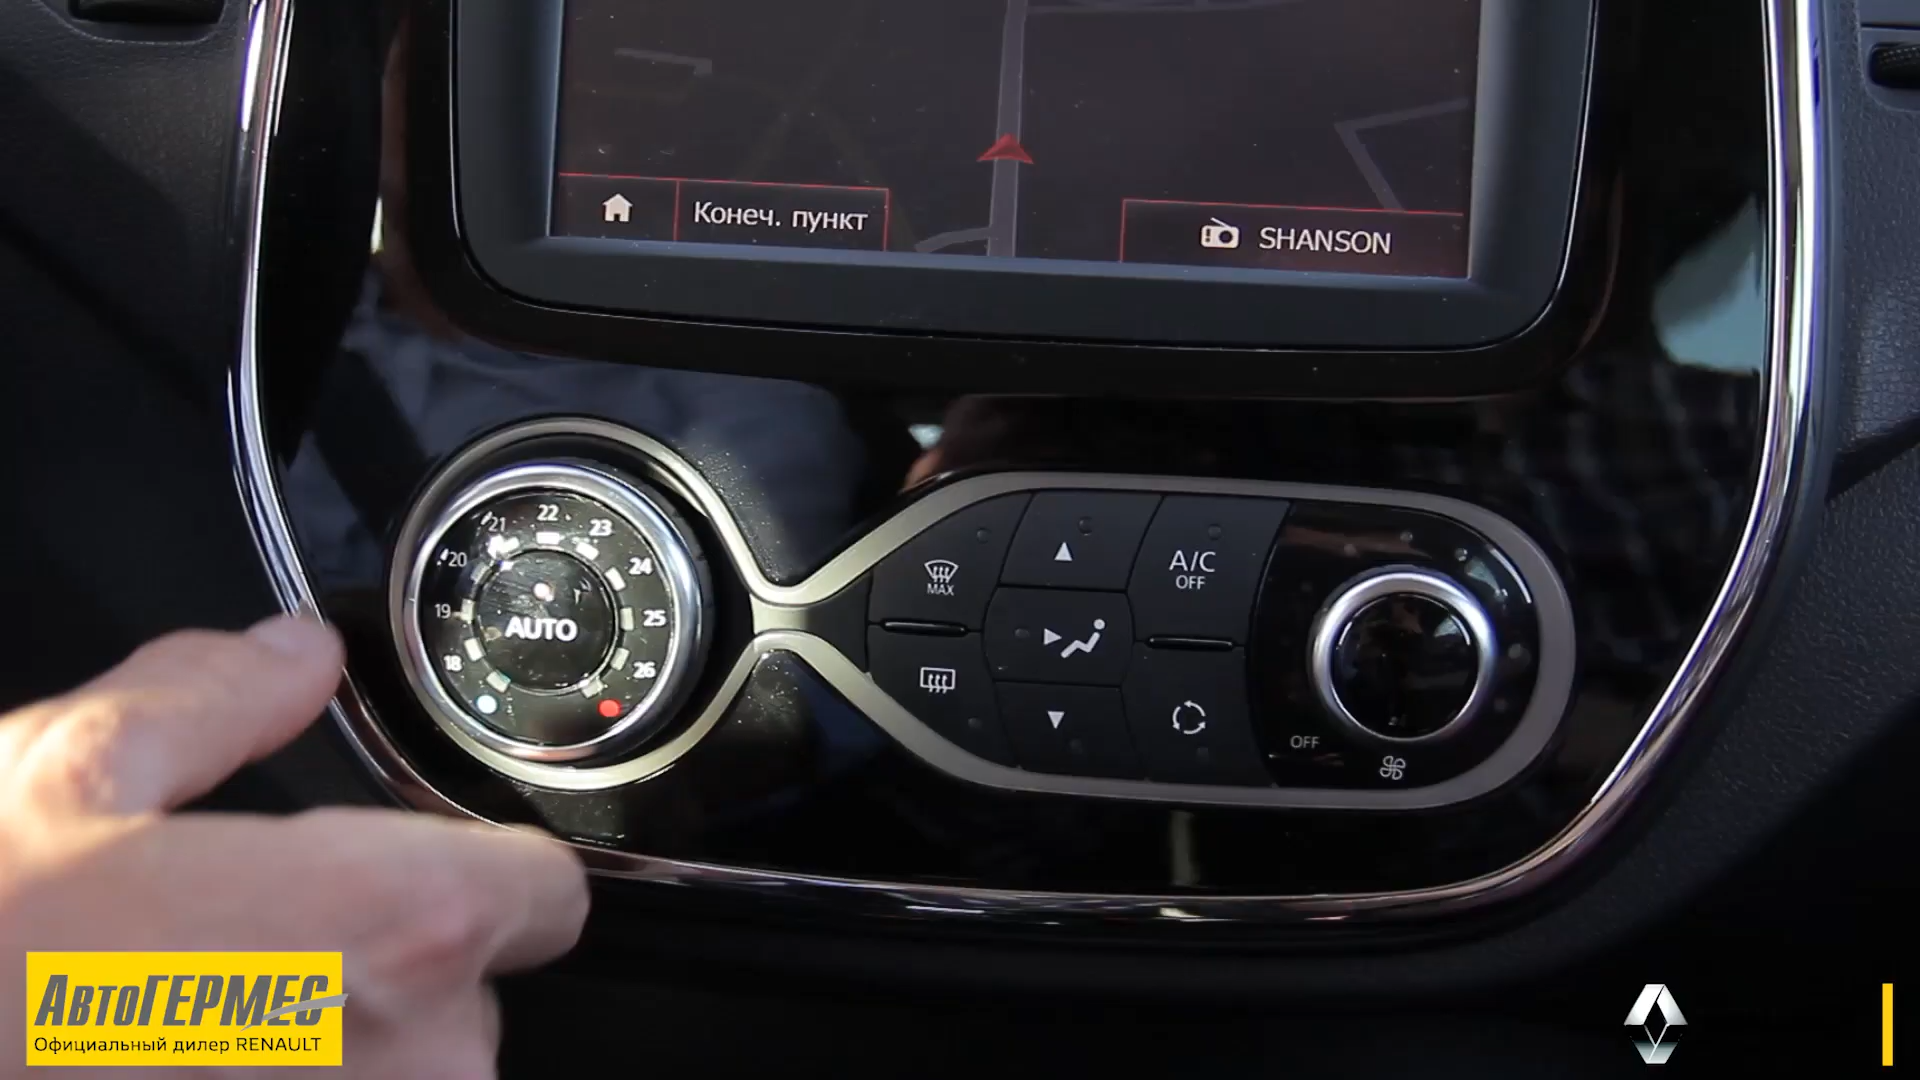 Конеч. пункт
SHANSON
22
21
23
20
24
19
25
18
26
AUTO
MAX
A/C
OFF
OFF
АвтоГЕРМЕС
Официальный дилер RENAULT